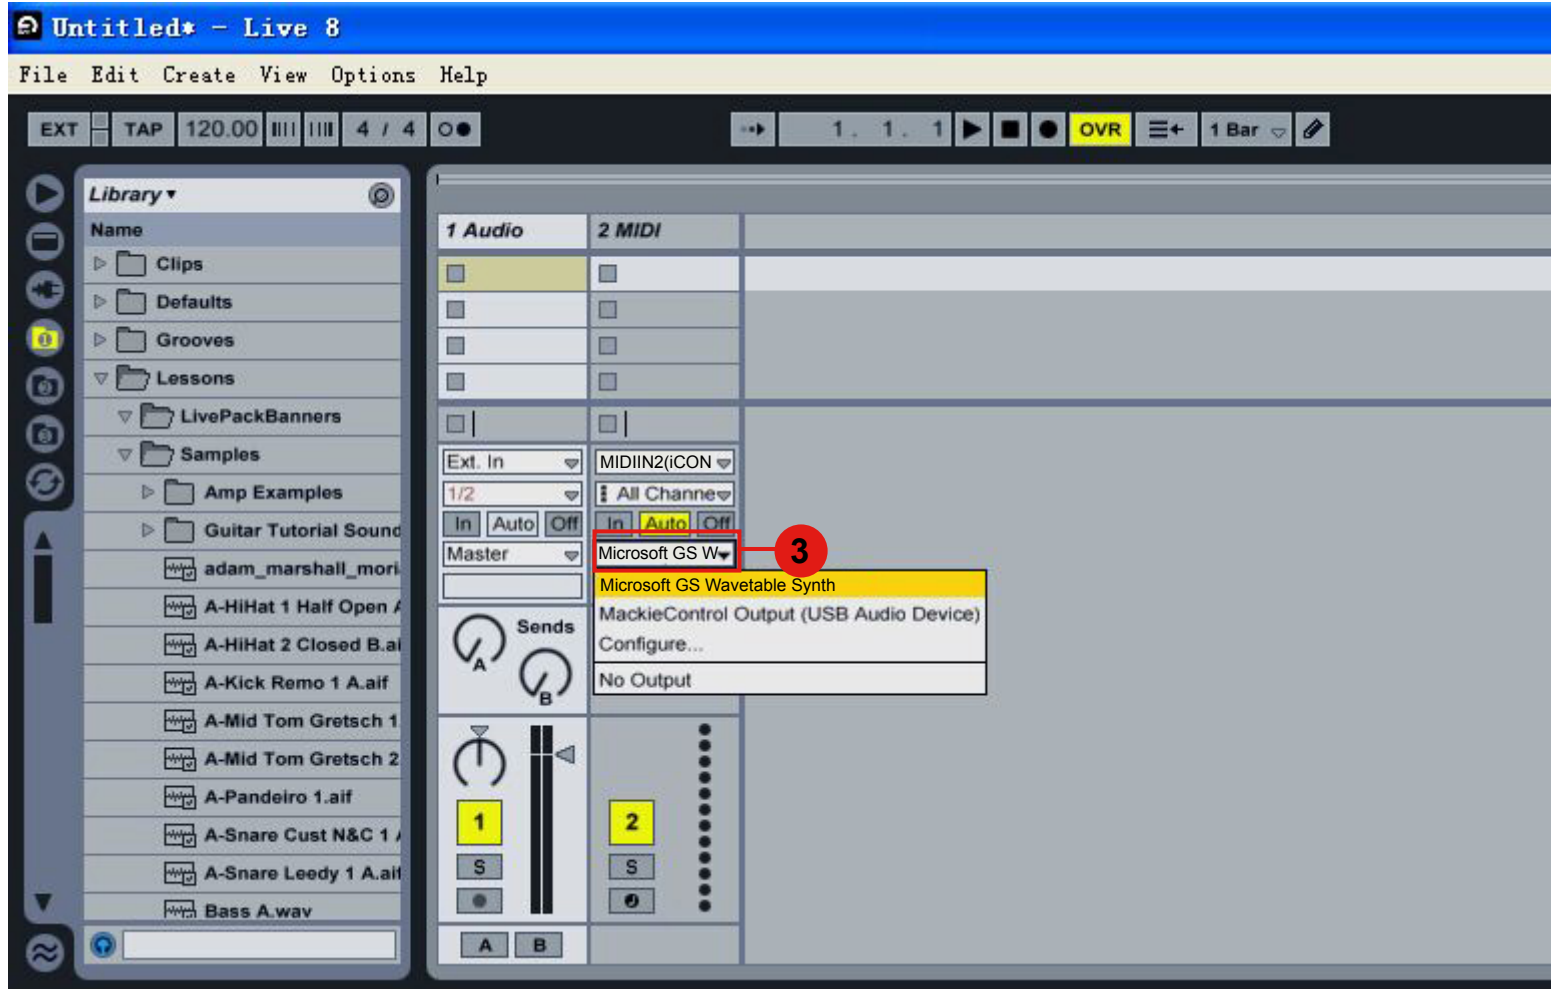 Untitled* - Live 8
File Edit Create View Options Help
EXT TAP 120.00 4 / 4 1. 1. 1 OVR 1 Bar
Library
Name
Clips
Defaults
Grooves
Lessons
LivePackBanners
Samples
Amp Examples
Guitar Tutorial Sound
adam_marshall_mori
A-HiHat 1 Half Open A
A-HiHat 2 Closed B.ai
A-Kick Remo 1 A.aif
A-Mid Tom Gretsch 1
A-Mid Tom Gretsch 2
A-Pandeiro 1.aif
A-Snare Cust N&C 1 A
A-Snare Leedy 1 A.aif
Bass A.wav
1 Audio 2 MIDI
Ext. In MIDIIN2(iCON
1/2 All Channe
In Auto Off In Auto Off
Master Microsoft GS W 3
Microsoft GS Wavetable Synth
MackieControl Output (USB Audio Device)
Configure...
No Output
Sends
A
B
1 2
S S
A B